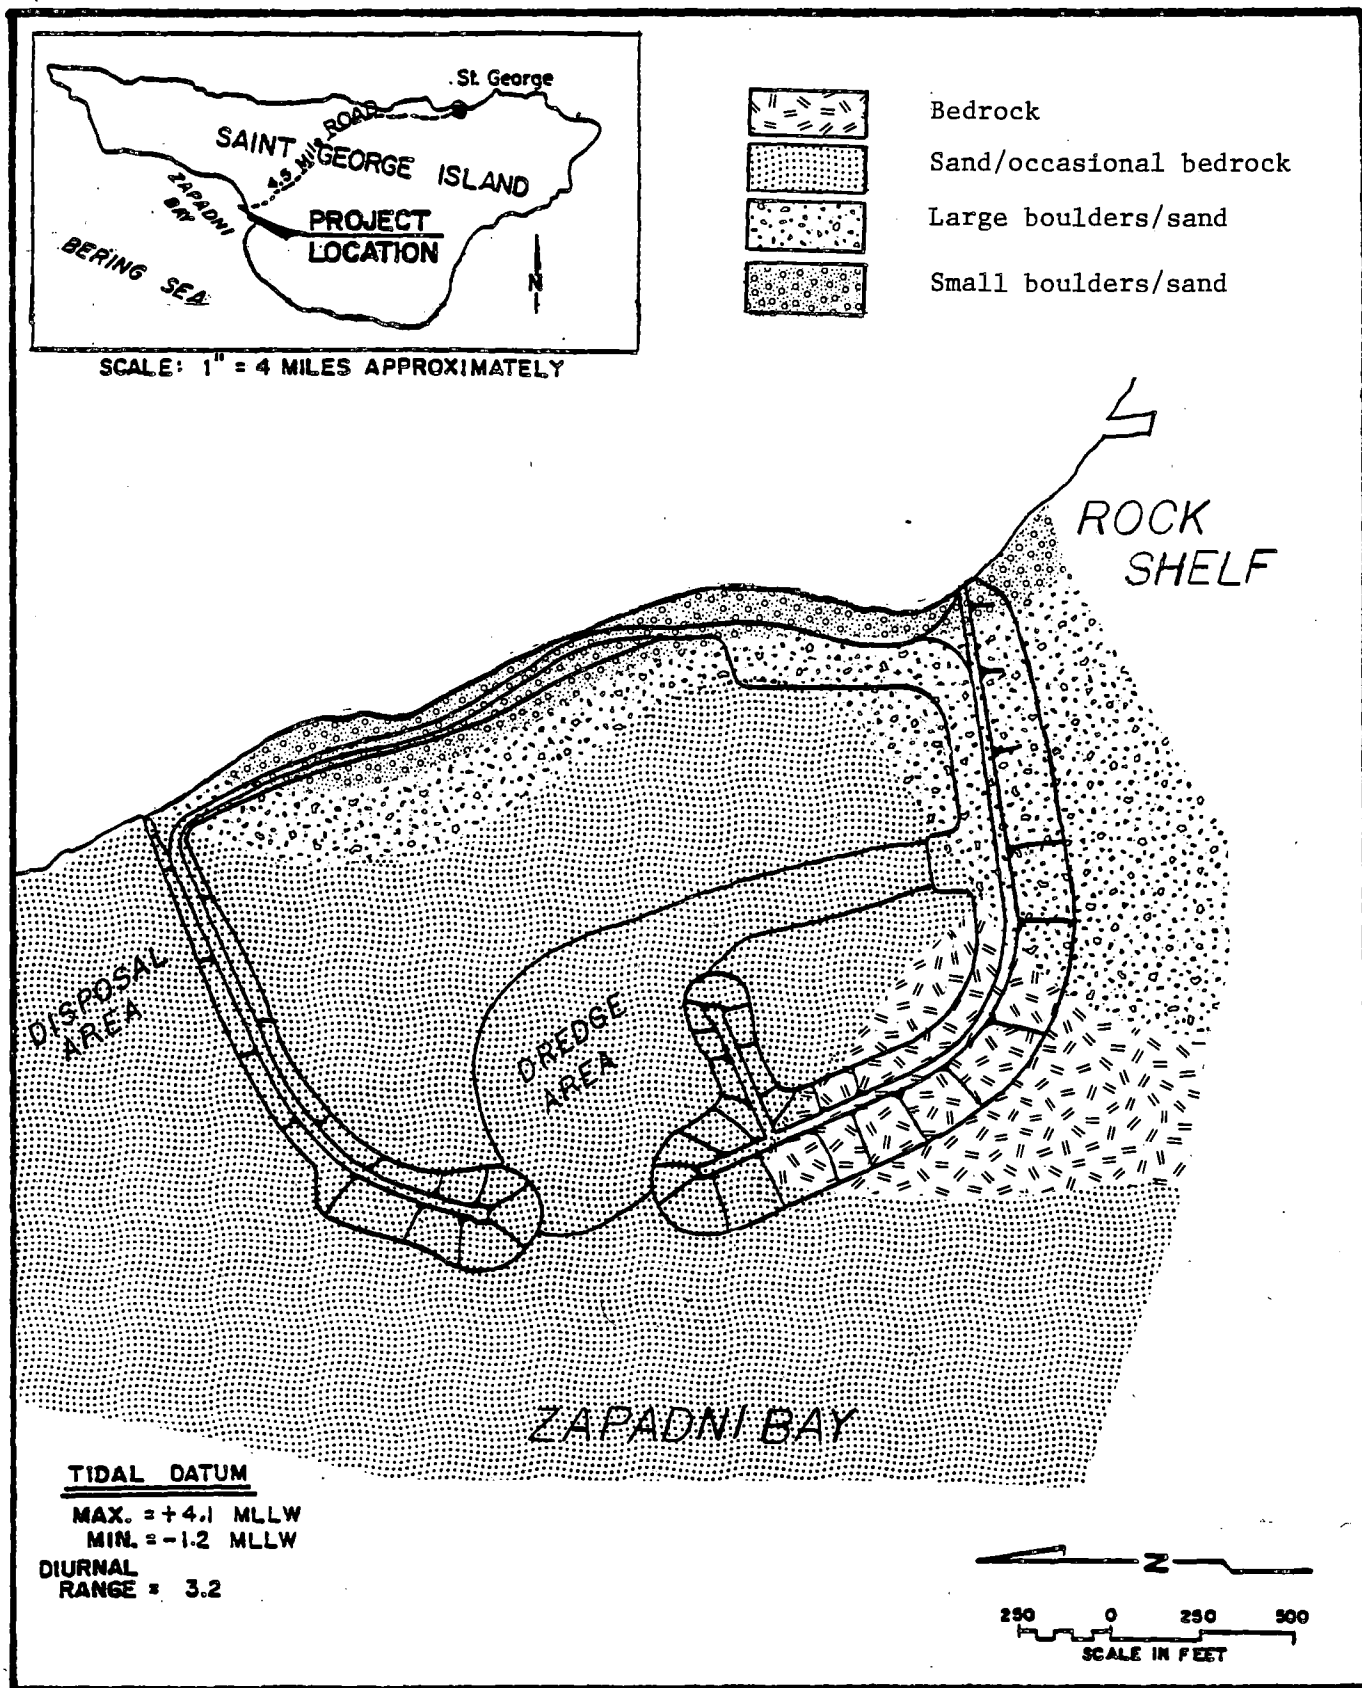 St. George
SAINT GEORGE ISLAND
4.5 Mile ROAD
ZAPADNI
BAY
PROJECT
LOCATION
BERING SEA
N
SCALE: 1" = 4 MILES APPROXIMATELY
Bedrock
Sand/occasional bedrock
Large boulders/sand
Small boulders/sand
ROCK
SHELF
DISPOSAL
AREA
DREDGE
AREA
ZAPADNI BAY
TIDAL DATUM
MAX. = +4.1 MLLW
MIN. = -1.2 MLLW
DIURNAL
RANGE = 3.2
N
250 0 250 500
SCALE IN FEET